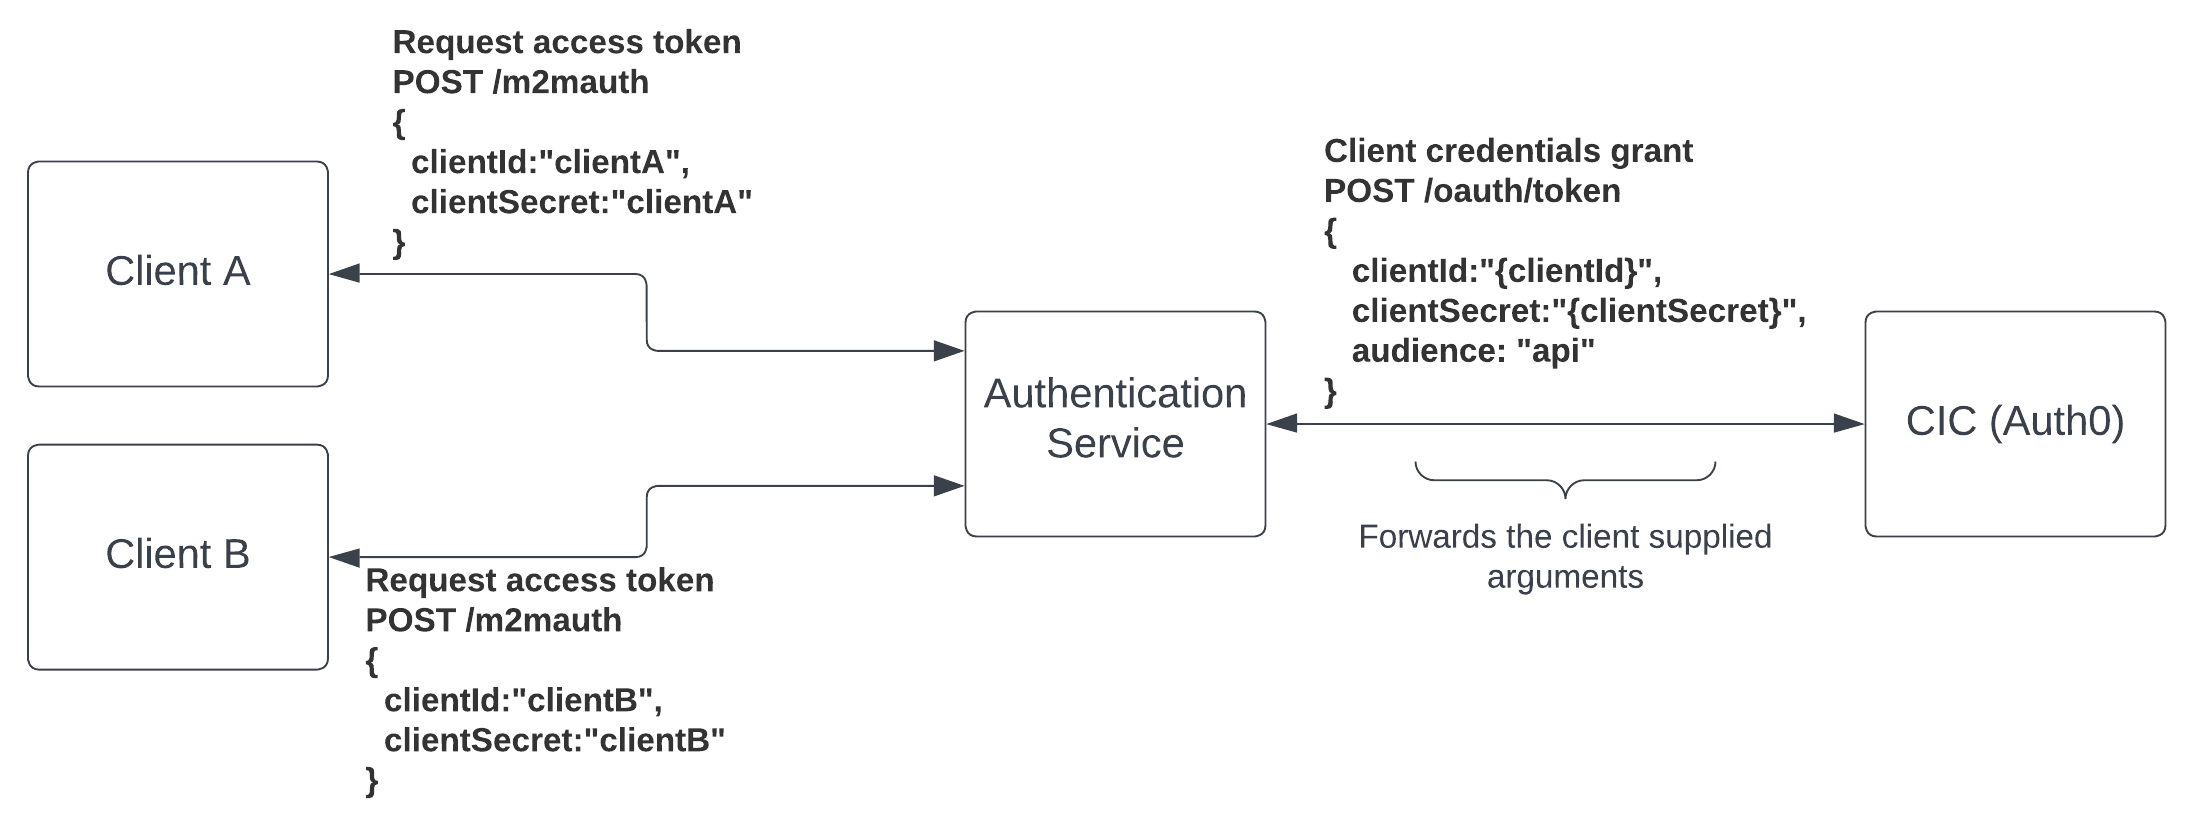 Request access token
POST /m2mauth
{
clientId:"clientA",
clientSecret:"clientA"
}
Client A
Client B
Request access token
POST /m2mauth
{
clientId:"clientB",
clientSecret:"clientB"
}
Authentication
Service
Client credentials grant
POST /oauth/token
{
clientId:"{clientId}",
clientSecret:"{clientSecret}",
audience: "api"
}
Forwards the client supplied
arguments
CIC (Auth0)